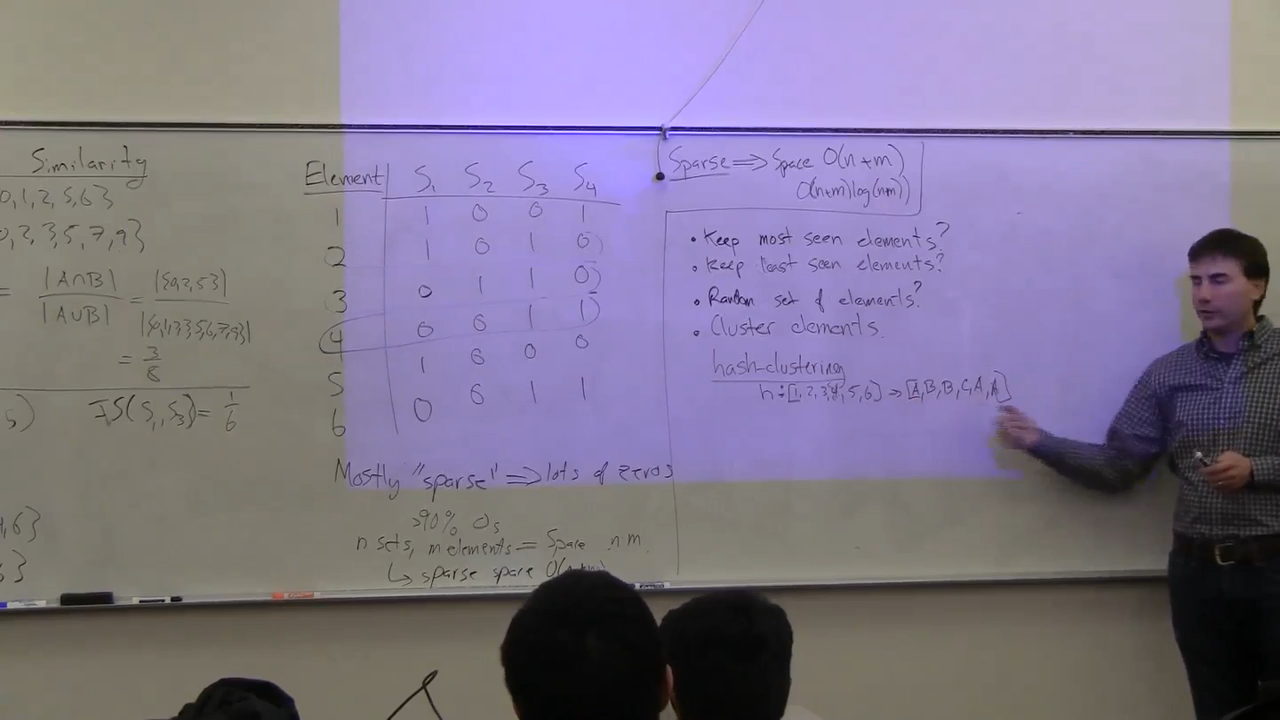 Similarity
0,1,2,5,6}
0,2,3,5,7,9}
= |A∩B| / |A∪B| = |{0,2,5}| / |{0,1,2,3,5,6,7,9}|
= 3/8
JS(S1, S3) = 1/6
,6}
}
Element S1 S2 S3 S4
1 1 0 0 1
2 1 0 1 0
3 0 1 1 0
4 0 0 1 1
5 1 0 0 0
6 0 0 1 1
Mostly "sparse" => lots of zeros
>90% 0s
n sets, m elements = Space n·m
↳ sparse space O(n+m)
Sparse => Space O(n+m)
O(n+m)log(n+m))
• Keep most seen elements?
• Keep least seen elements?
• Random set of elements?
• Cluster elements.
hash-clustering
h: [1,2,3,4,5,6] → [A,B,B,C,A,A]